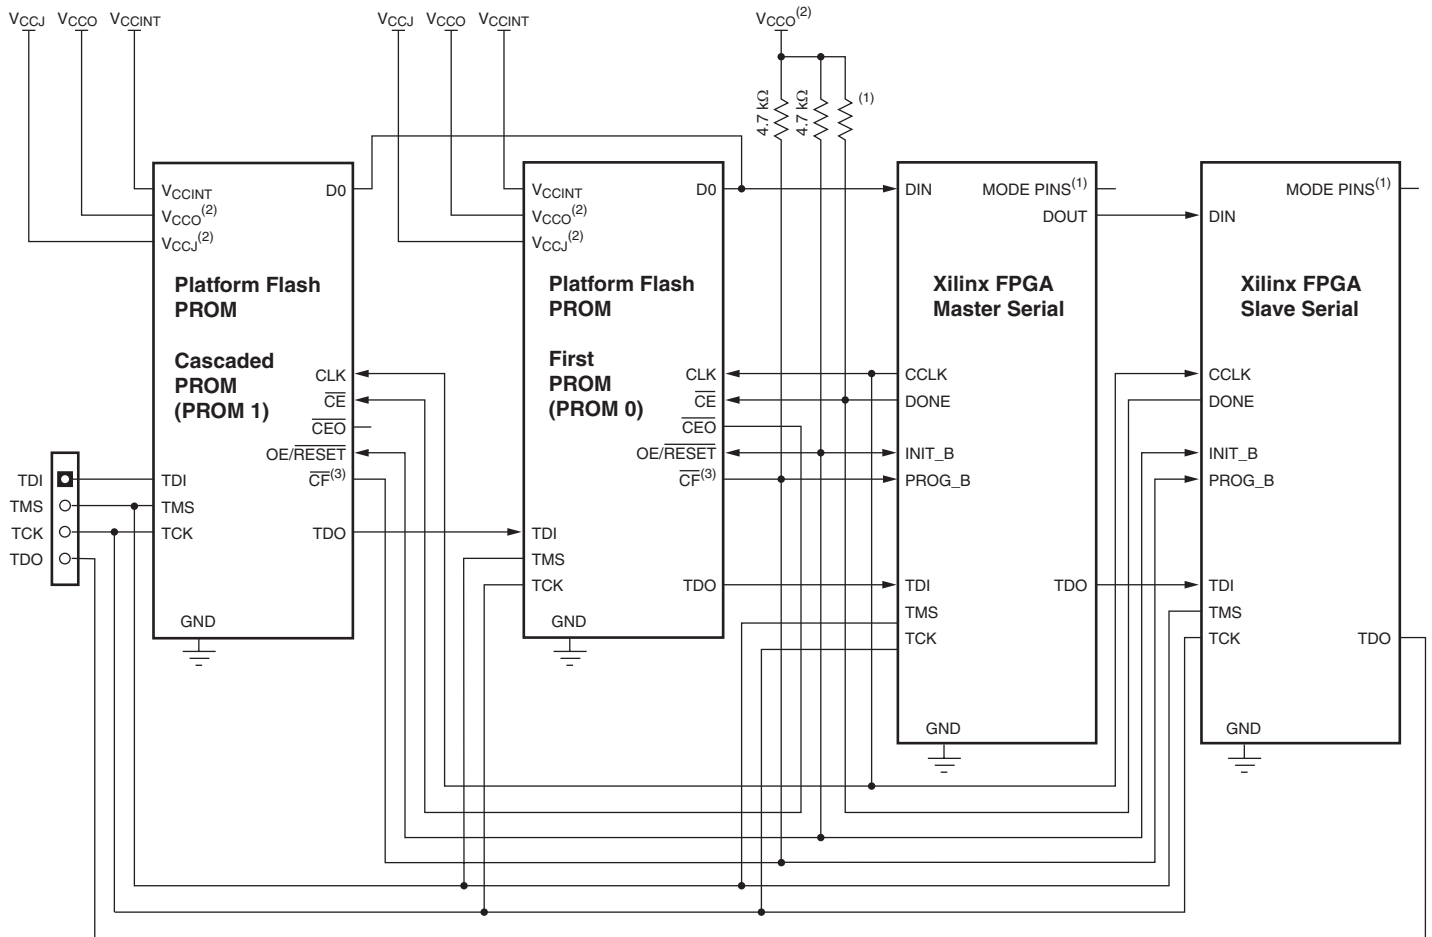 VCCJ VCCO VCCINT
VCCJ VCCO VCCINT
VCCO(2)
4.7 kΩ
4.7 kΩ
(1)
VCCINT
VCCO(2)
VCCJ(2)
D0
Platform Flash
PROM
Cascaded
PROM
(PROM 1)
CLK
CE
CEO
OE/RESET
CF(3)
TDI
TMS
TCK
TDO
GND
TDI
TMS
TCK
TDO
VCCINT
VCCO(2)
VCCJ(2)
D0
Platform Flash
PROM
First
PROM
(PROM 0)
CLK
CE
CEO
OE/RESET
CF(3)
TDI
TMS
TCK
TDO
GND
DIN
MODE PINS(1)
DOUT
Xilinx FPGA
Master Serial
CCLK
DONE
INIT_B
PROG_B
TDI
TMS
TCK
TDO
GND
MODE PINS(1)
DIN
Xilinx FPGA
Slave Serial
CCLK
DONE
INIT_B
PROG_B
TDI
TMS
TCK
TDO
GND